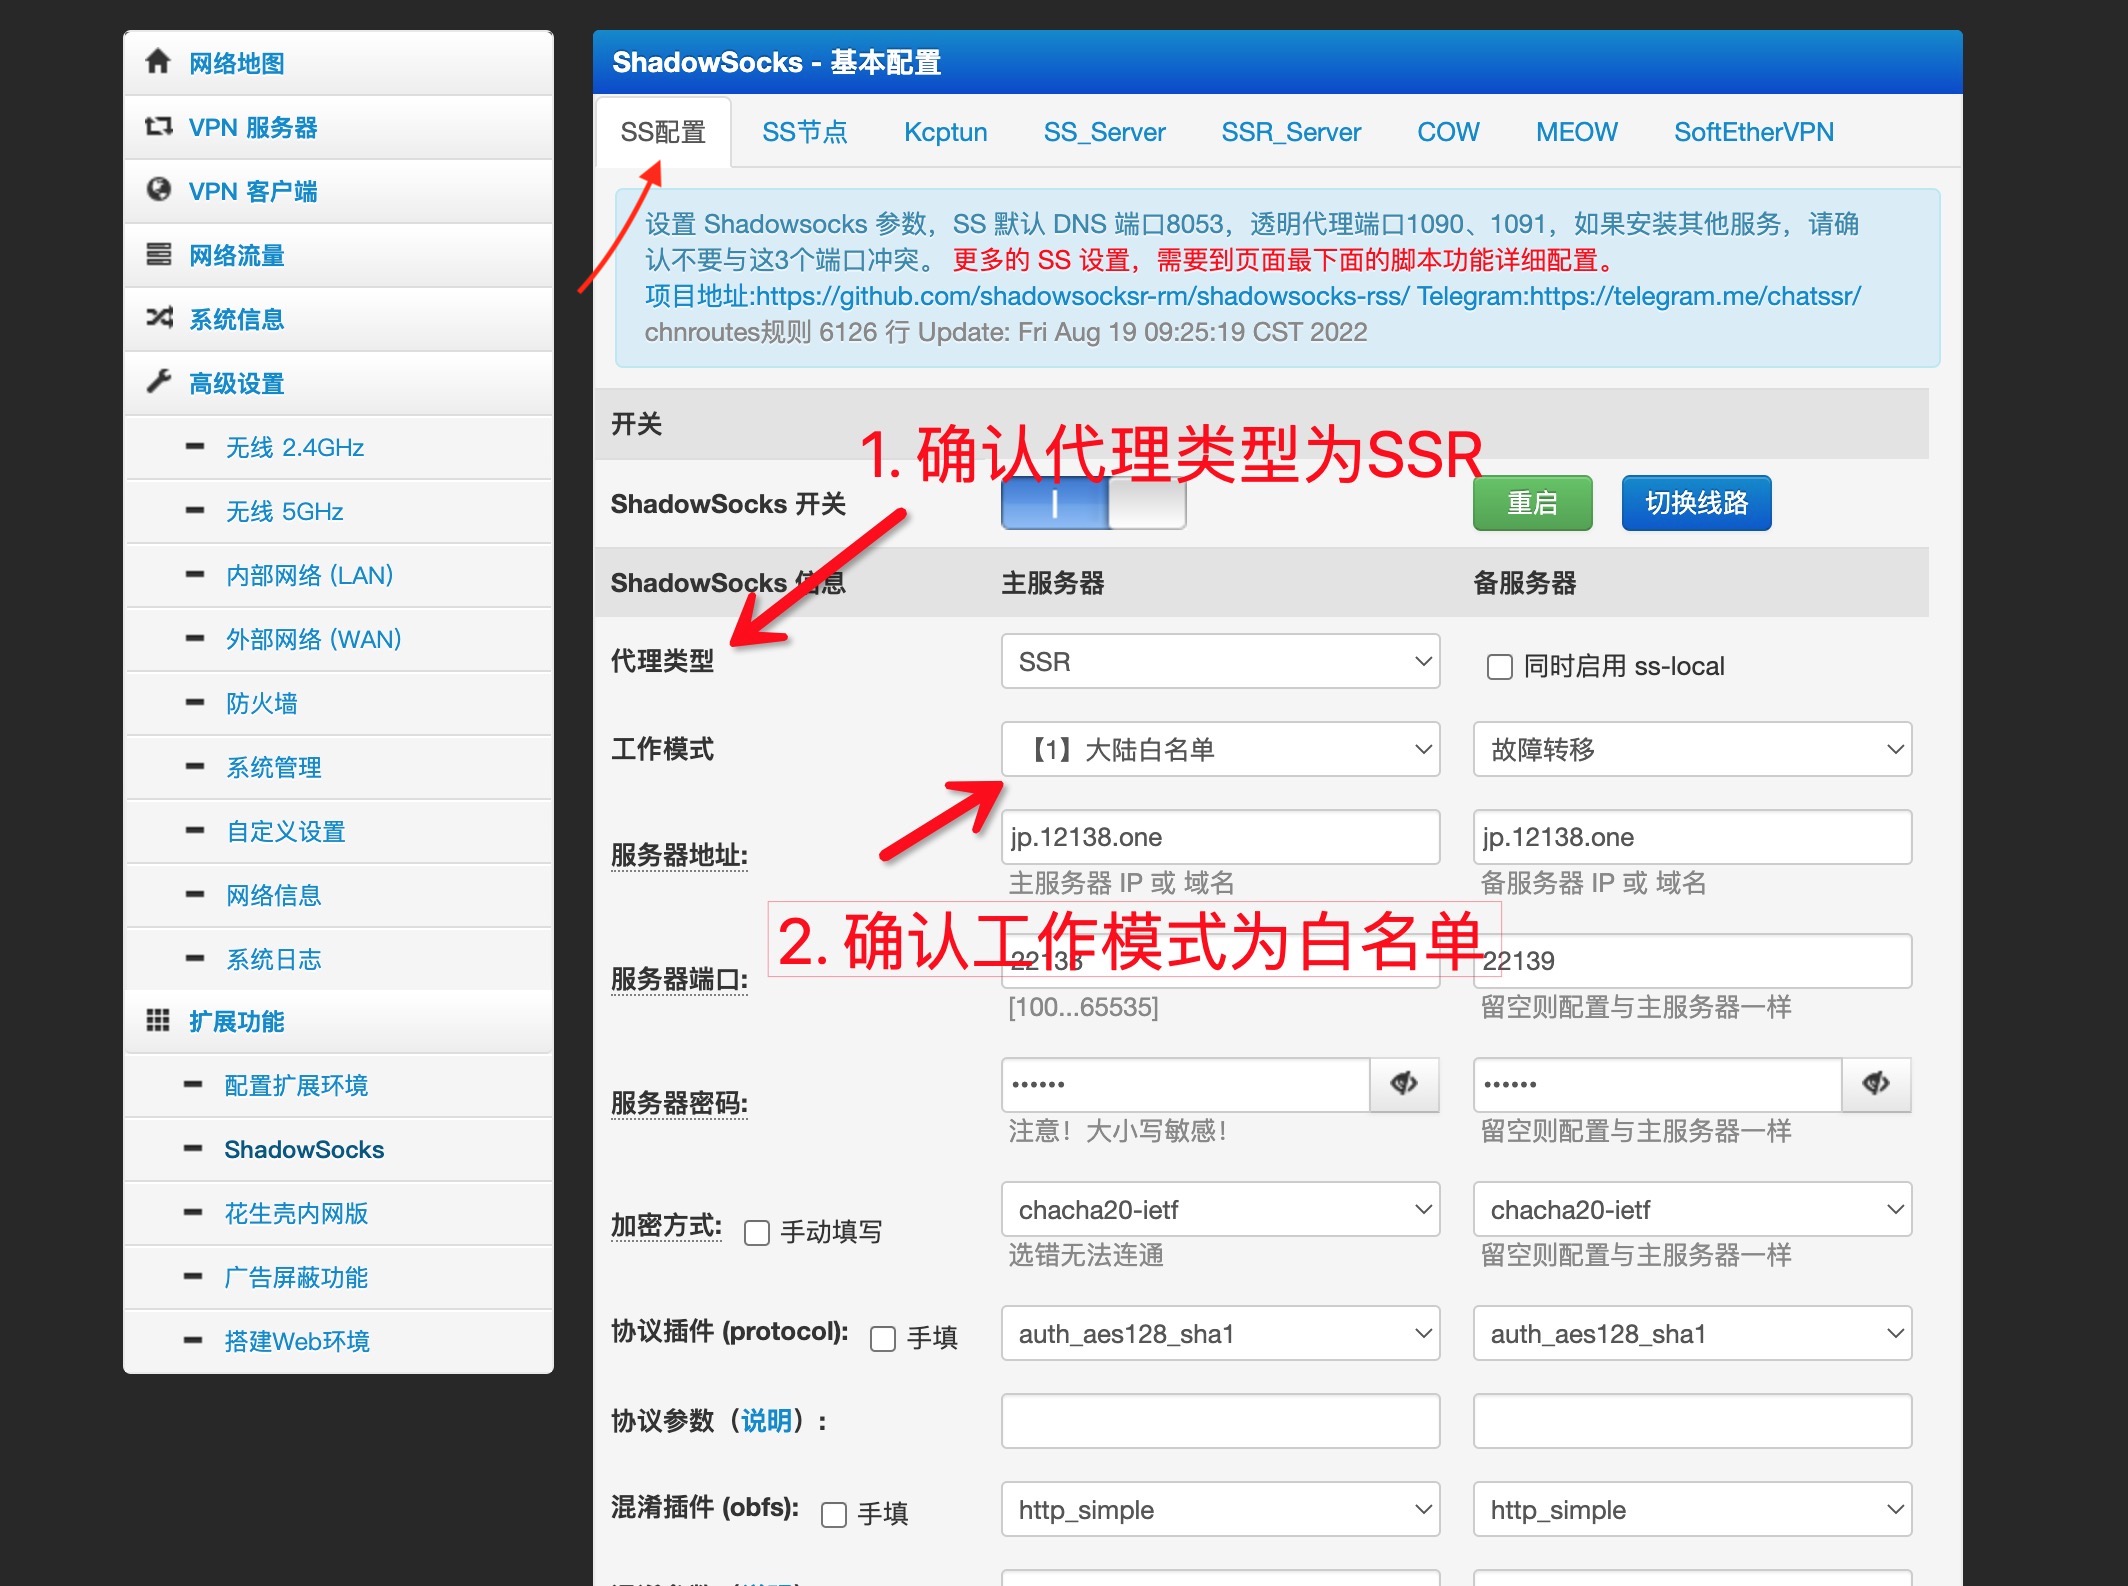 网络地图
VPN 服务器
VPN 客户端
网络流量
系统信息
高级设置
无线 2.4GHz
无线 5GHz
内部网络 (LAN)
外部网络 (WAN)
防火墙
系统管理
自定义设置
网络信息
系统日志
扩展功能
配置扩展环境
ShadowSocks
花生壳内网版
广告屏蔽功能
搭建Web环境
ShadowSocks - 基本配置
SS配置 SS节点 Kcptun SS_Server SSR_Server COW MEOW SoftEtherVPN
设置 Shadowsocks 参数，SS 默认 DNS 端口8053，透明代理端口1090、1091，如果安装其他服务，请确
认不要与这3个端口冲突。 更多的 SS 设置，需要到页面最下面的脚本功能详细配置。
项目地址:https://github.com/shadowsocksr-rm/shadowsocks-rss/ Telegram:https://telegram.me/chatssr/
chnroutes规则 6126 行 Update: Fri Aug 19 09:25:19 CST 2022
开关
1. 确认代理类型为SSR
ShadowSocks 开关 重启 切换线路
ShadowSocks 信息 主服务器 备服务器
代理类型 SSR 同时启用 ss-local
工作模式 【1】大陆白名单 故障转移
服务器地址: jp.12138.one jp.12138.one
主服务器 IP 或 域名 备服务器 IP 或 域名
2. 确认工作模式为白名单
服务器端口: 22138 22139
[100...65535] 留空则配置与主服务器一样
服务器密码: •••••• ••••••
注意！大小写敏感！ 留空则配置与主服务器一样
加密方式: 手动填写 chacha20-ietf chacha20-ietf
选错无法连通 留空则配置与主服务器一样
协议插件 (protocol): 手填 auth_aes128_sha1 auth_aes128_sha1
协议参数（说明）:
混淆插件 (obfs): 手填 http_simple http_simple